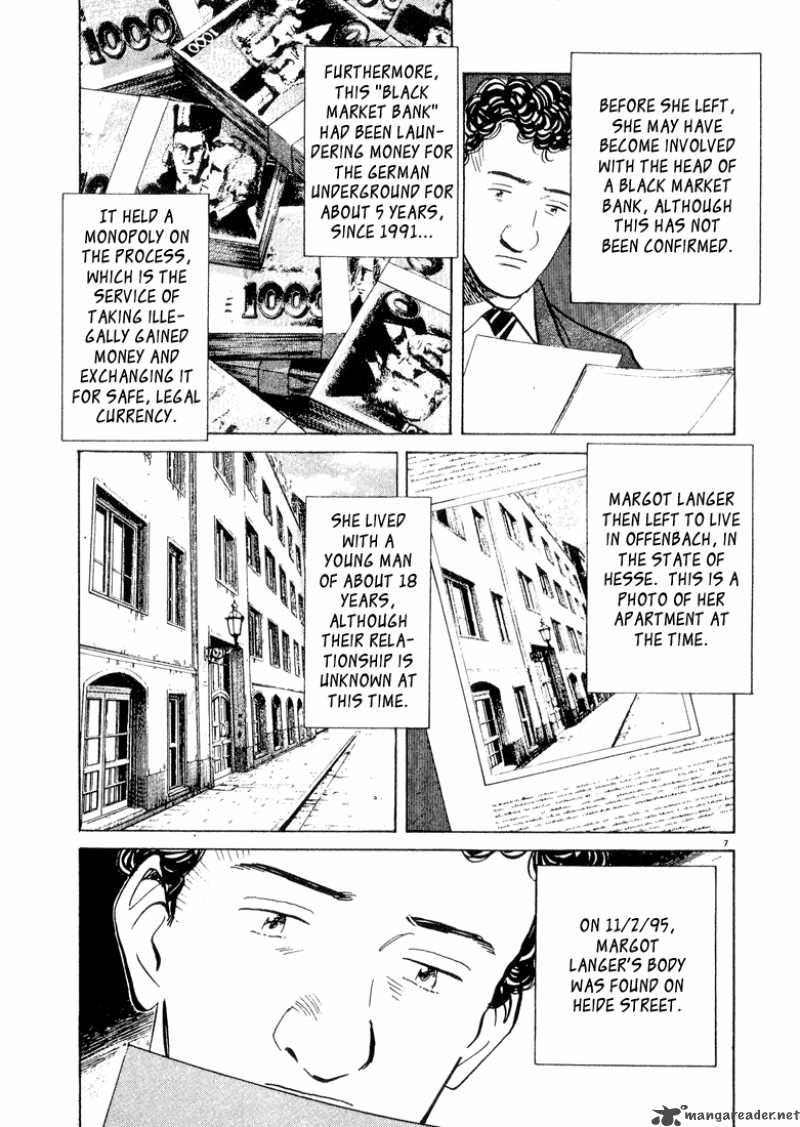 BEFORE SHE LEFT,
SHE MAY HAVE
BECOME INVOLVED
WITH THE HEAD OF
A BLACK MARKET
BANK, ALTHOUGH
THIS HAS NOT
BEEN CONFIRMED.
1000
1000
1000
FURTHERMORE,
THIS "BLACK
MARKET BANK"
HAD BEEN LAUN-
DERING MONEY FOR
THE GERMAN
UNDERGROUND FOR
ABOUT 5 YEARS,
SINCE 1991...
IT HELD A
MONOPOLY ON
THE PROCESS,
WHICH IS THE
SERVICE OF
TAKING ILLE-
GALLY GAINED
MONEY AND
EXCHANGING IT
FOR SAFE, LEGAL
CURRENCY.
MARGOT LANGER
THEN LEFT TO LIVE
IN OFFENBACH, IN
THE STATE OF
HESSE. THIS IS A
PHOTO OF HER
APARTMENT AT
THE TIME.
SHE LIVED
WITH A
YOUNG MAN
OF ABOUT 18
YEARS,
ALTHOUGH
THEIR RELA-
TIONSHIP IS
UNKNOWN AT
THIS TIME.
7
ON 11/2/95,
MARGOT
LANGER'S BODY
WAS FOUND ON
HEIDE STREET.
mangareader.net